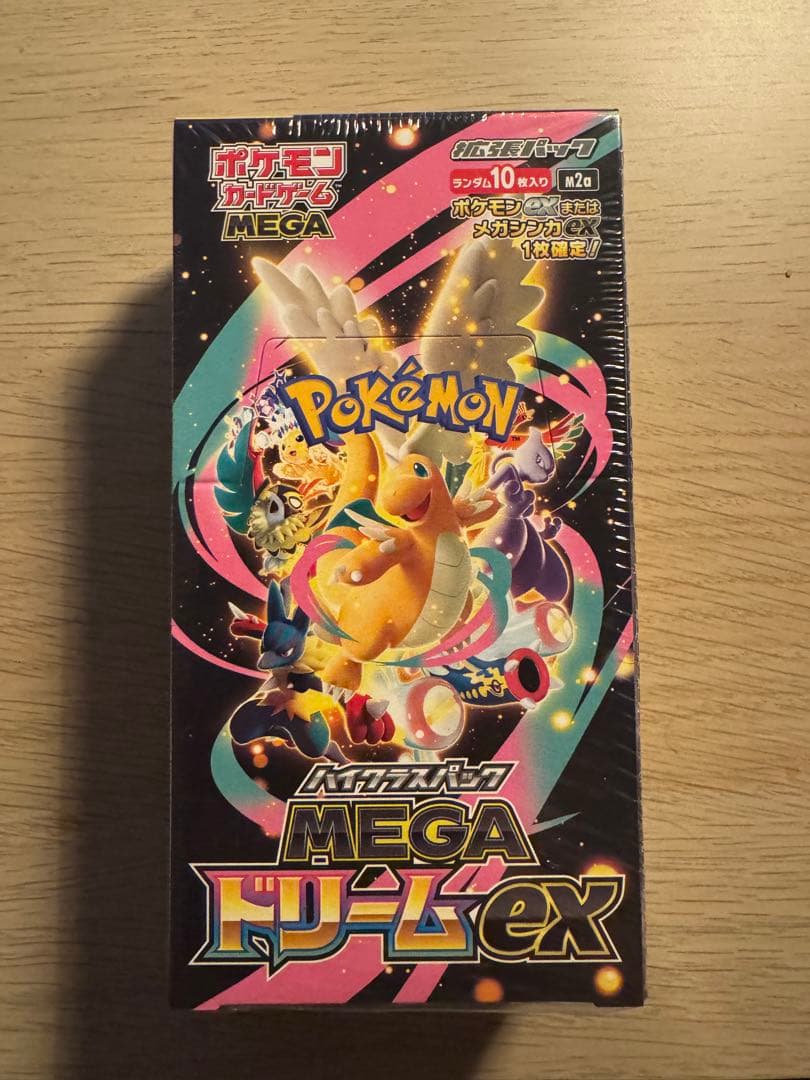 ポケモン
カードゲーム™
MEGA
拡張パック
ランダム10枚入り
M2a
ポケモンexまたは
メガシンカex
1枚確定!
POKéMON™
ハイクラスパック
MEGA
ドリームex